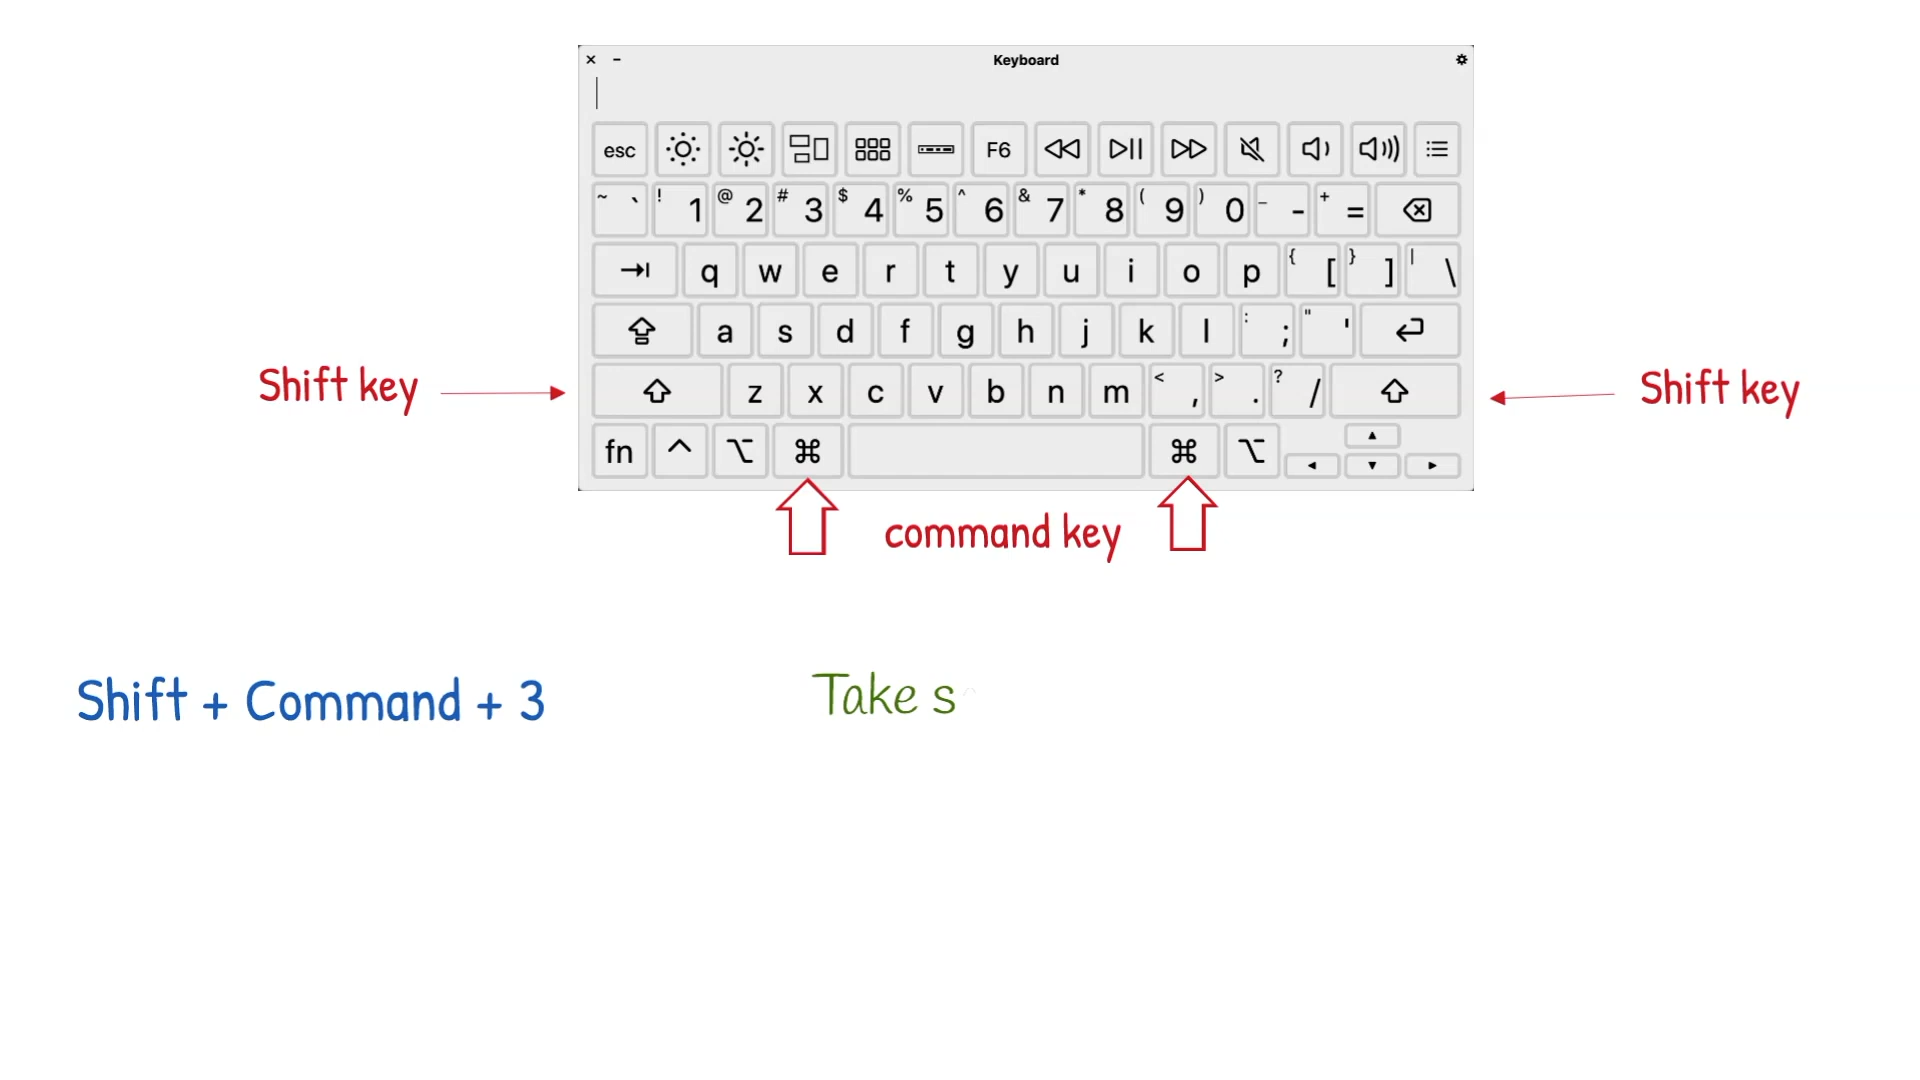 Keyboard
esc F6
~ ` ! 1 @ 2 # 3 $ 4 % 5 ^ 6 & 7 * 8 ( 9 ) 0 _ - + =
q w e r t y u i o p { [ } ] | \
a s d f g h j k l : ; " '
Shift key
z x c v b n m < , > . ? /
Shift key
fn ^ ⌥ ⌘ ⌘ ⌥
command key
Shift + Command + 3
Take s